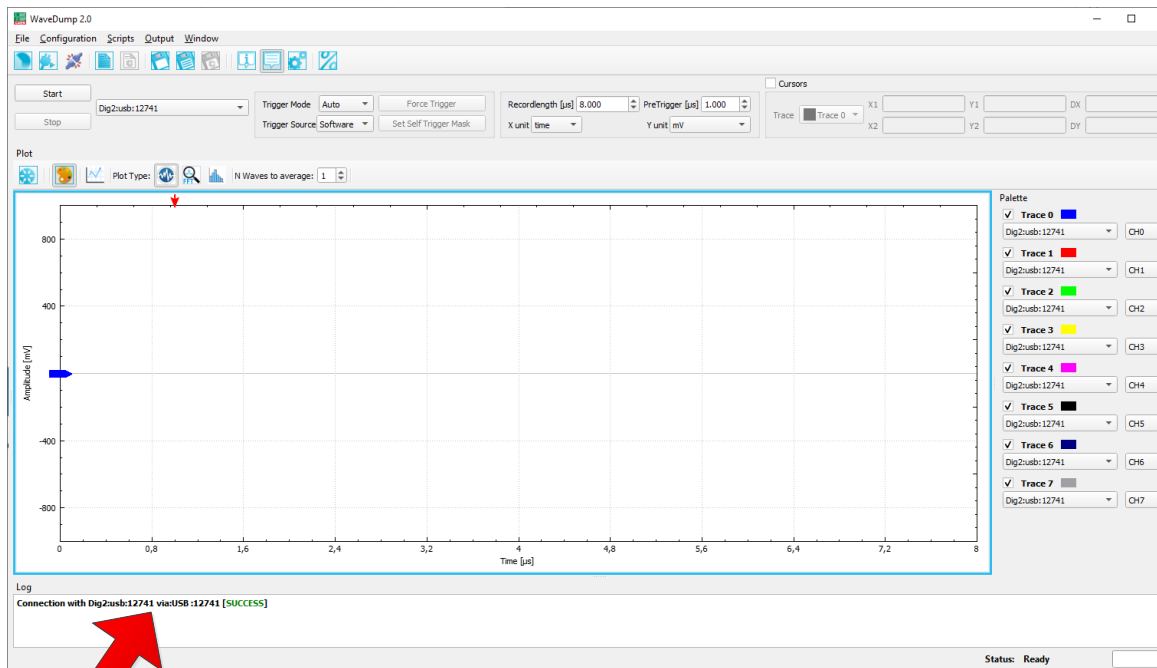 WaveDump 2.0
File Configuration Scripts Output Window
Start
Stop
Dig2:usb:12741
Trigger Mode Auto Force Trigger
Trigger Source Software Set Self Trigger Mask
Recordlength [µs] 8.000 PreTrigger [µs] 1.000
X unit time Y unit mV
Cursors
Trace Trace 0
X1 Y1 DX
X2 Y2 DY
Plot
Plot Type: FFT N Waves to average: 1
Amplitude [mV]
800
400
-400
-800
0 0,8 1,6 2,4 3,2 4 4,8 5,6 6,4 7,2 8
Time [µs]
Palette
Trace 0
Dig2:usb:12741 CH0
Trace 1
Dig2:usb:12741 CH1
Trace 2
Dig2:usb:12741 CH2
Trace 3
Dig2:usb:12741 CH3
Trace 4
Dig2:usb:12741 CH4
Trace 5
Dig2:usb:12741 CH5
Trace 6
Dig2:usb:12741 CH6
Trace 7
Dig2:usb:12741 CH7
Log
Connection with Dig2:usb:12741 via:USB :12741 [SUCCESS]
Status: Ready